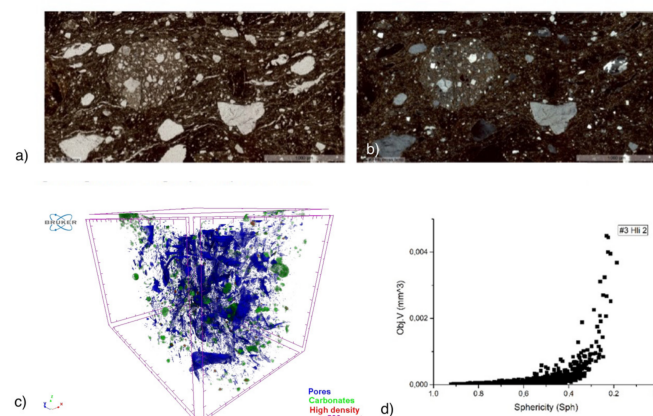 a)
b)
BRUKER
c)
Pores
Carbonates
High density
#3 Hli 2
0,004
0,002
0,000
Obj.V (mm^3)
1,0
0,8
0,6
0,4
0,2
Sphericity (Sph)
d)